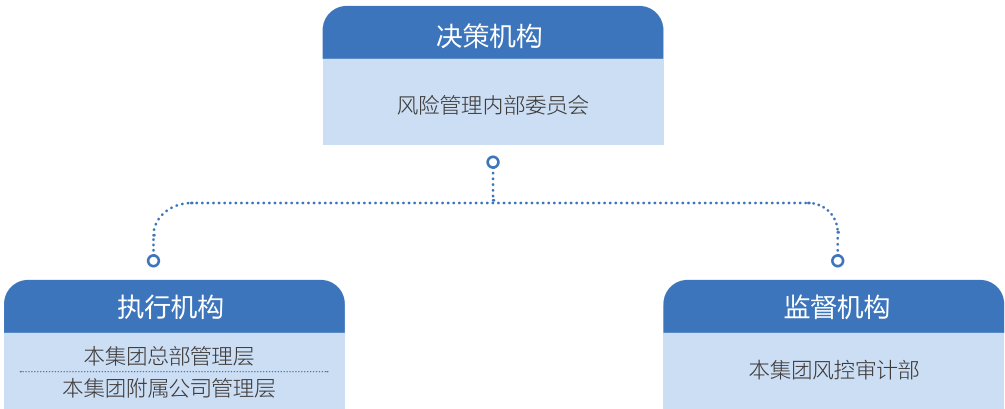 决策机构
风险管理内部委员会
执行机构
本集团总部管理层
本集团附属公司管理层
监督机构
本集团风控审计部